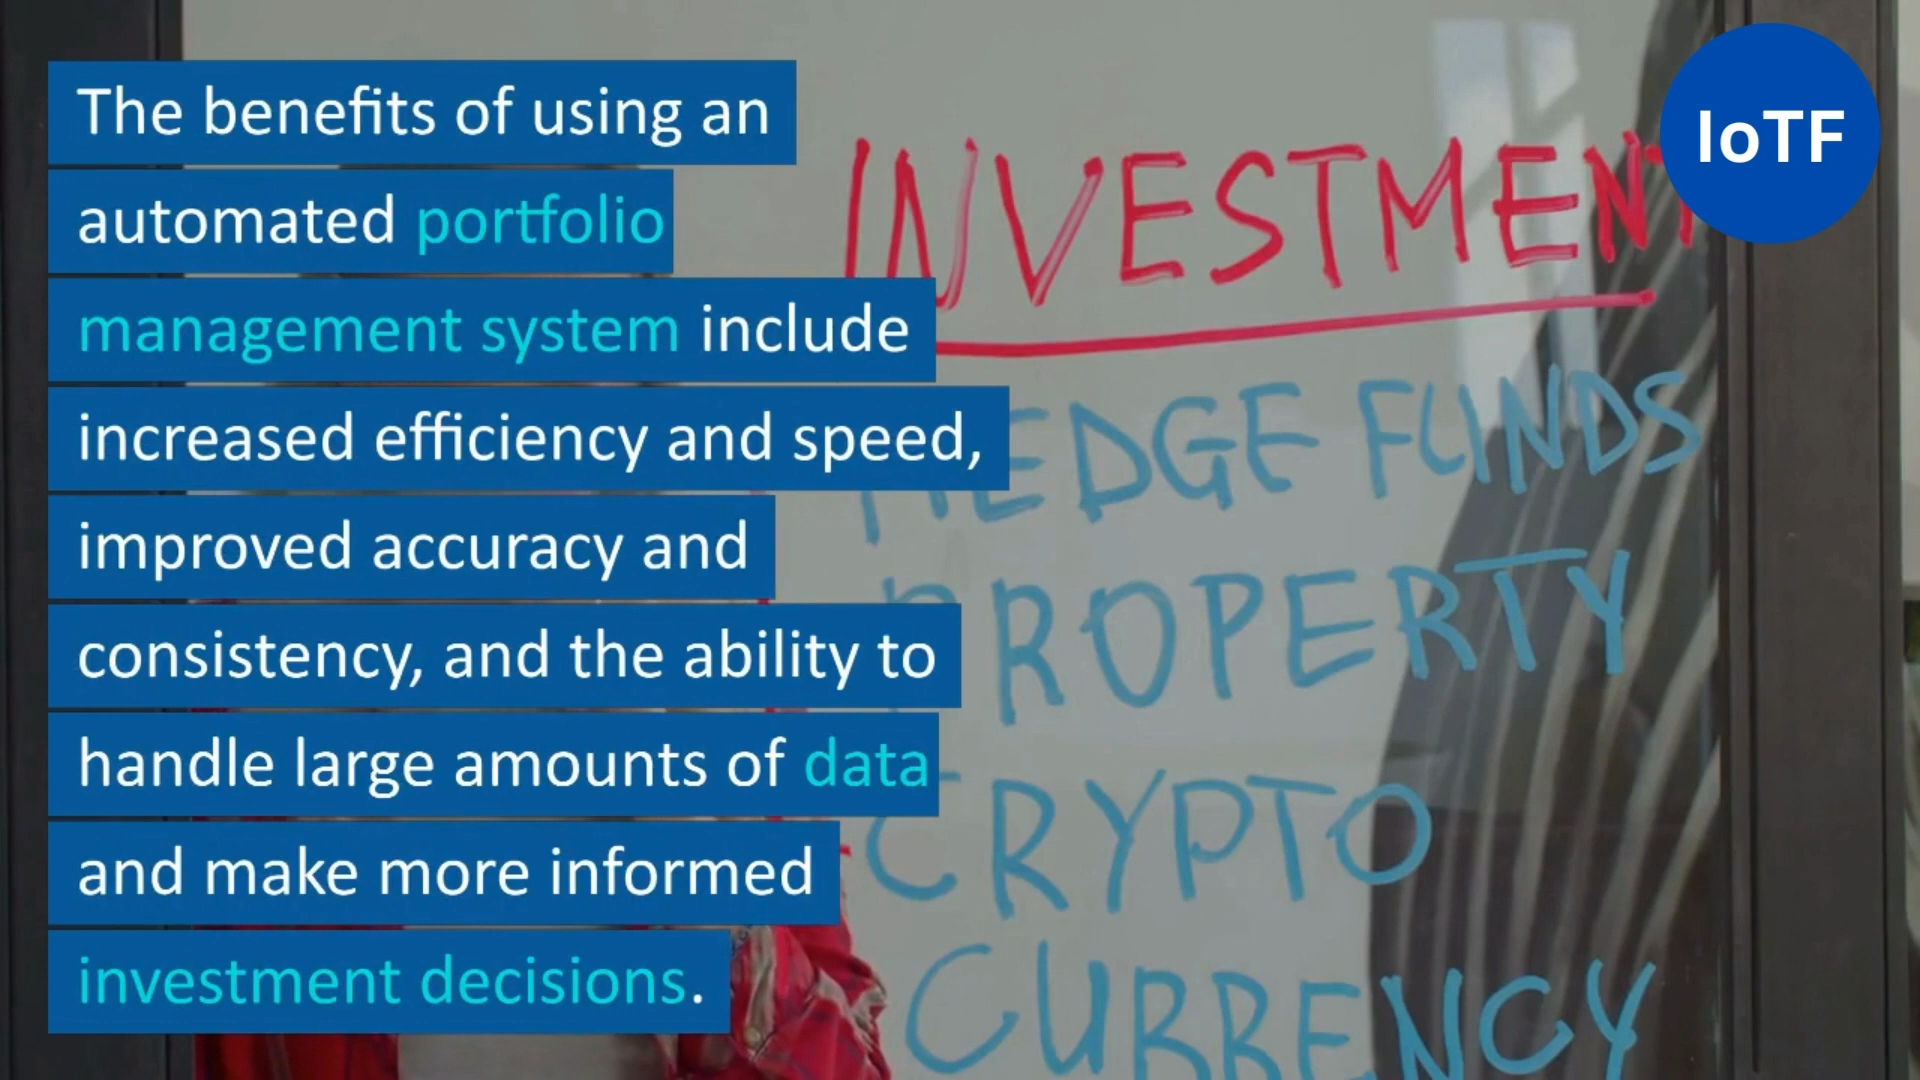 The benefits of using an
automated portfolio
management system include
increased efficiency and speed,
improved accuracy and
consistency, and the ability to
handle large amounts of data
and make more informed
investment decisions.
IoTF
INVESTMENT
HEDGE FUNDS
PROPERTY
CRYPTO
CURRENCY